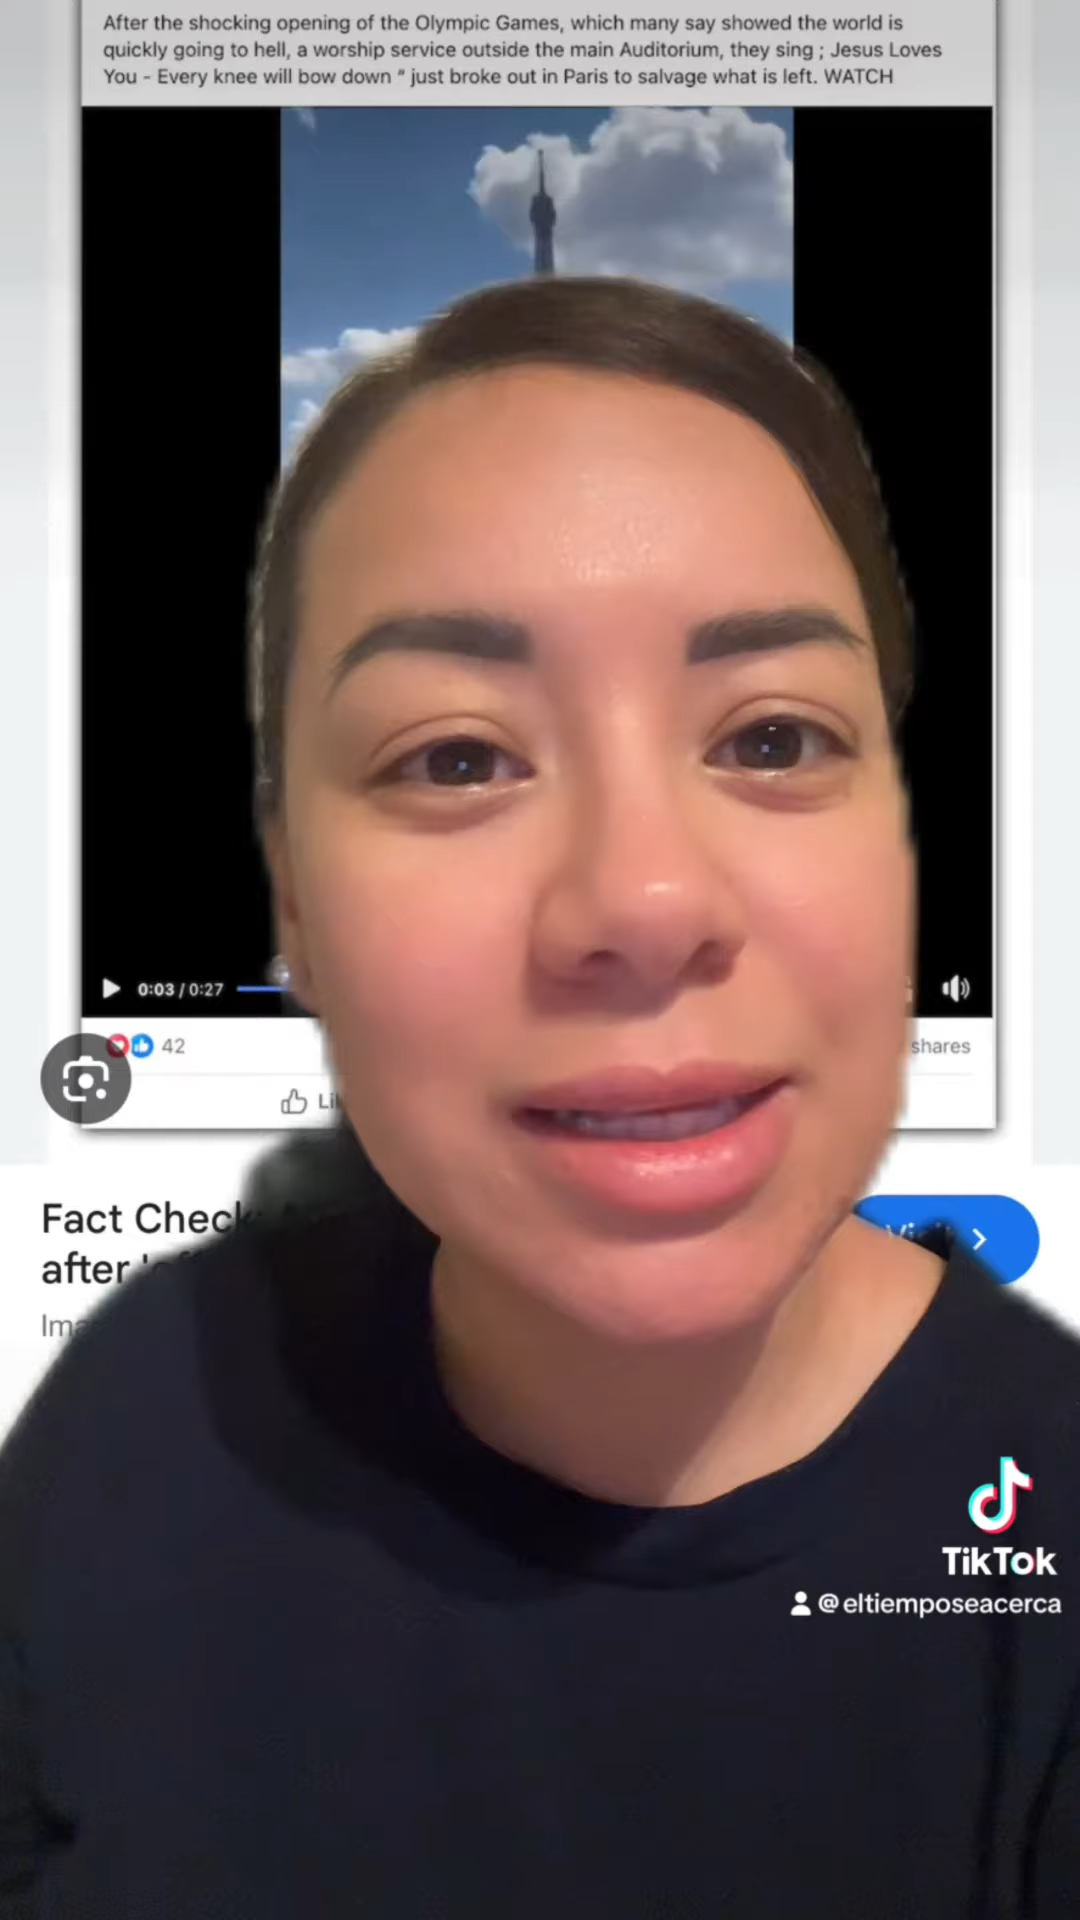 After the shocking opening of the Olympic Games, which many say showed the world is
quickly going to hell, a worship service outside the main Auditorium, they sing ; Jesus Loves
You - Every knee will bow down " just broke out in Paris to salvage what is left. WATCH
0:03 / 0:27
42
shares
Fact Check
after
TikTok
@eltiemposeacerca